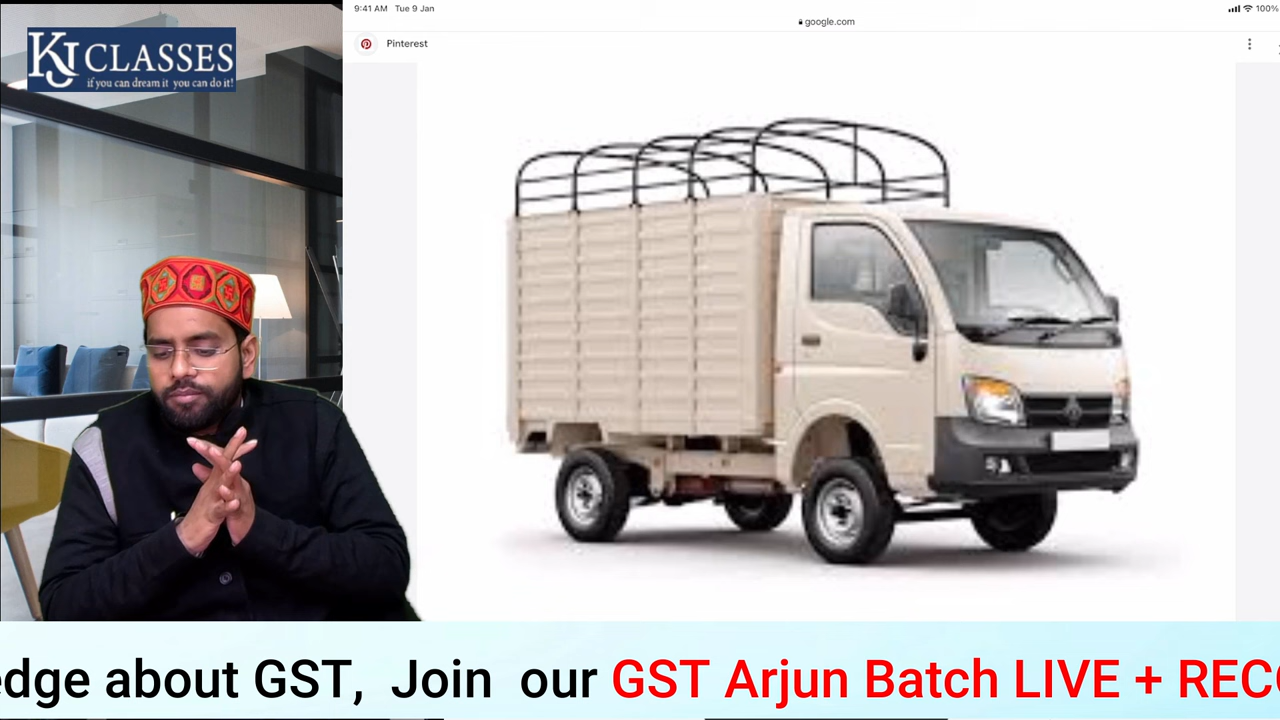 KJ CLASSES
if you can dream it you can do it!
9:41 AM Tue 9 Jan
100%
google.com
Pinterest
edge about GST, Join our GST Arjun Batch LIVE + REC